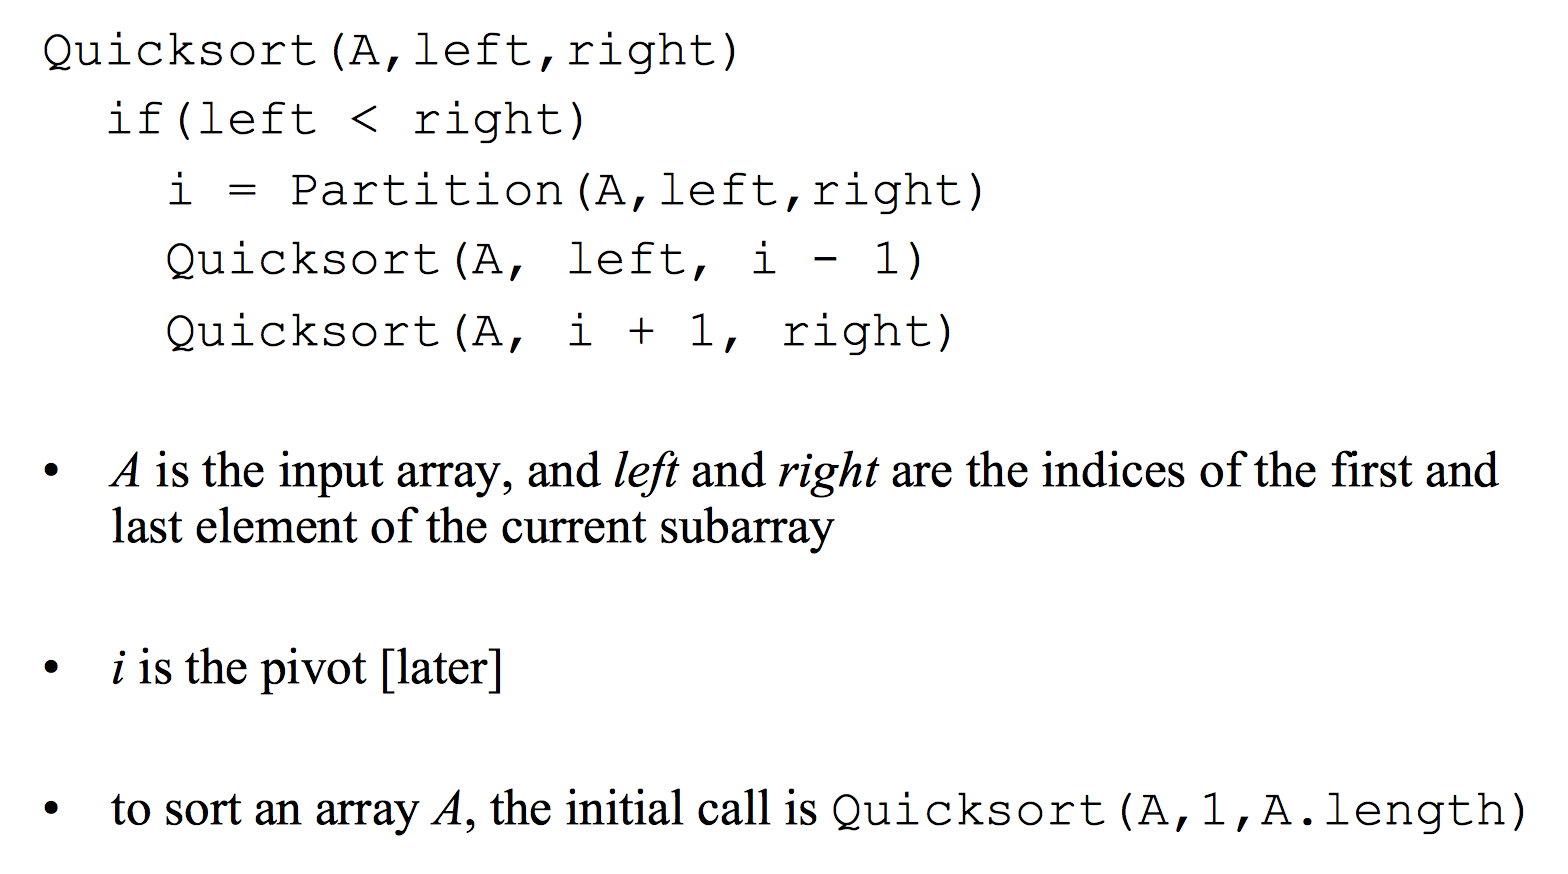 Quicksort(A,left,right)
if(left < right)
i = Partition(A,left,right)
Quicksort(A, left, i - 1)
Quicksort(A, i + 1, right)
• A is the input array, and left and right are the indices of the first and
last element of the current subarray
• i is the pivot [later]
• to sort an array A, the initial call is Quicksort(A,1,A.length)